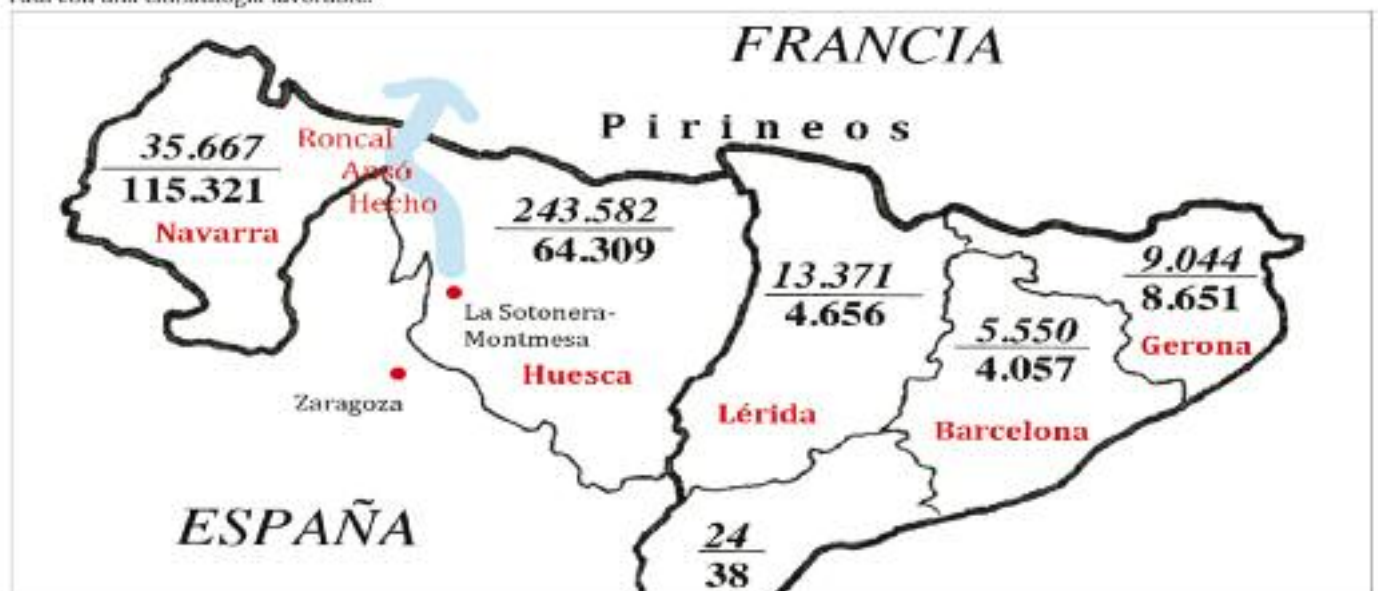 FRANCIA
Pirineos
35.667
115.321
Navarra
Roncal
Ansó
Hecho
243.582
64.309
La Sotonera-
Montmesa
Huesca
Zaragoza
13.371
4.656
Lérida
5.550
4.057
Barcelona
9.044
8.651
Gerona
ESPAÑA
24
38